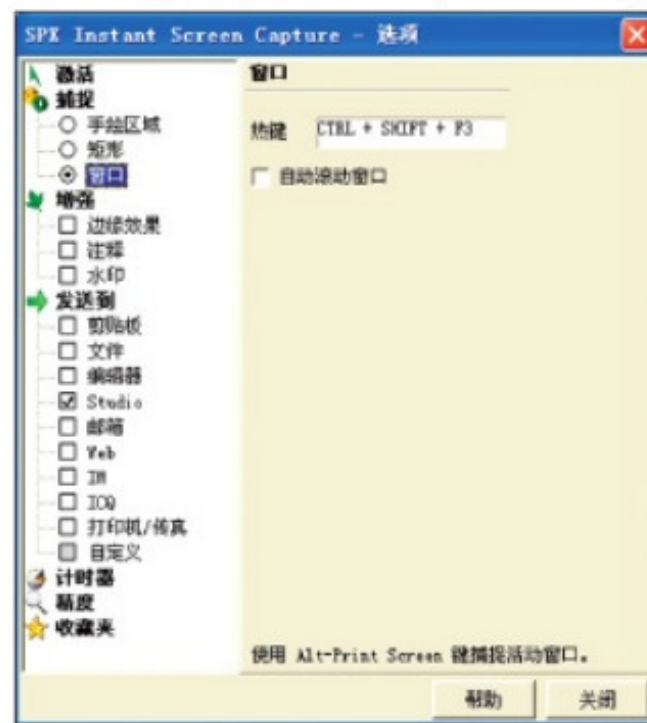 SPX Instant Screen Capture - 选项
激活
捕捉
手绘区域
矩形
窗口
增强
边缘效果
注释
水印
发送到
剪贴板
文件
编辑器
Studio
邮箱
Web
IM
ICQ
打印机/传真
自定义
计时器
精度
收藏夹
窗口
热键 CTRL + SHIFT + F3
自动滚动窗口
使用 Alt-Print Screen 键捕捉活动窗口。
帮助 关闭